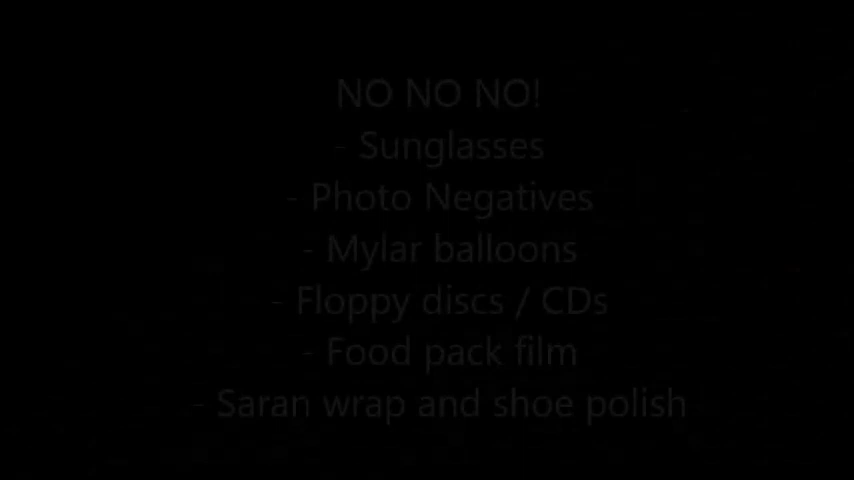 NO NO NO!
- Sunglasses
- Photo Negatives
- Mylar balloons
- Floppy discs / CDs
- Food pack film
- Saran wrap and shoe polish